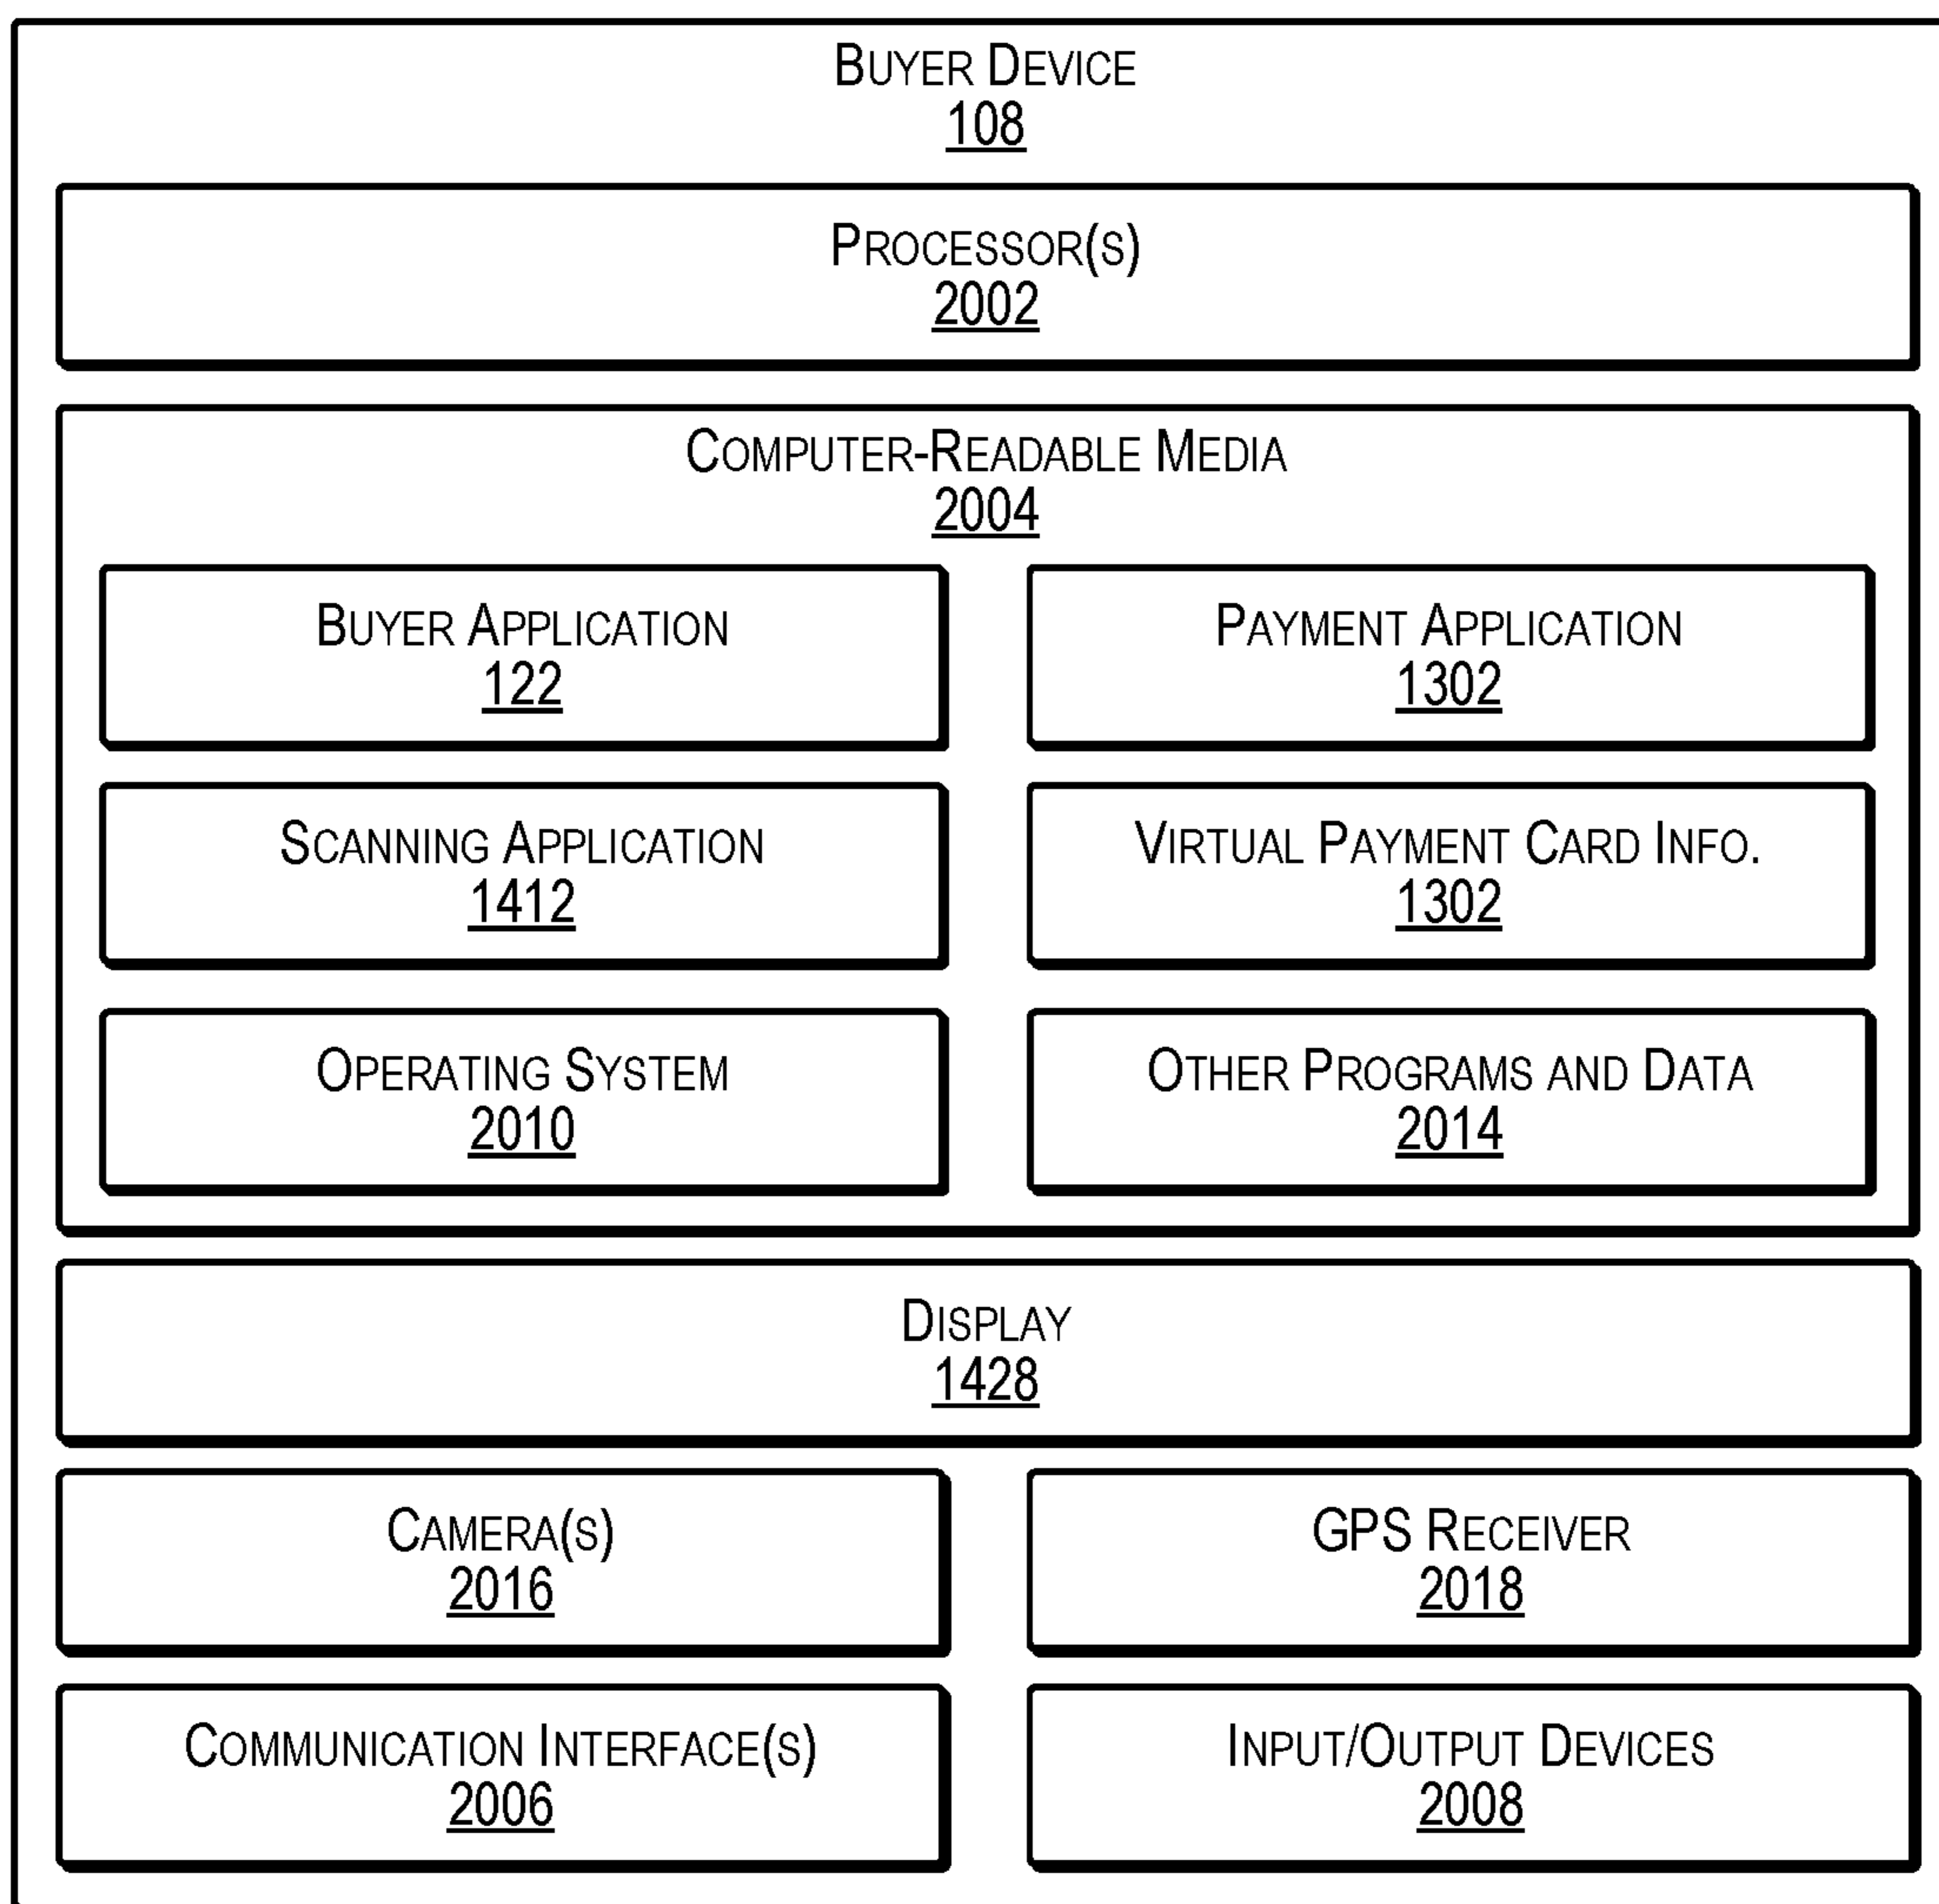 BUYER DEVICE
108
PROCESSOR(S)
2002
COMPUTER-READABLE MEDIA
2004
BUYER APPLICATION
122
PAYMENT APPLICATION
1302
SCANNING APPLICATION
1412
VIRTUAL PAYMENT CARD INFO.
1302
OPERATING SYSTEM
2010
OTHER PROGRAMS AND DATA
2014
DISPLAY
1428
CAMERA(S)
2016
GPS RECEIVER
2018
COMMUNICATION INTERFACE(S)
2006
INPUT/OUTPUT DEVICES
2008